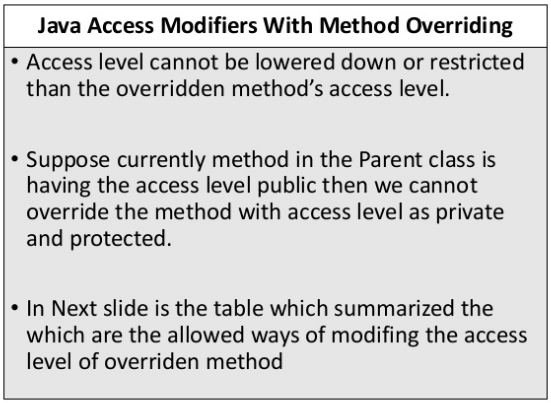 Java Access Modifiers With Method Overriding
• Access level cannot be lowered down or restricted
than the overridden method's access level.
• Suppose currently method in the Parent class is
having the access level public then we cannot
override the method with access level as private
and protected.
• In Next slide is the table which summarized the
which are the allowed ways of modifing the access
level of overriden method